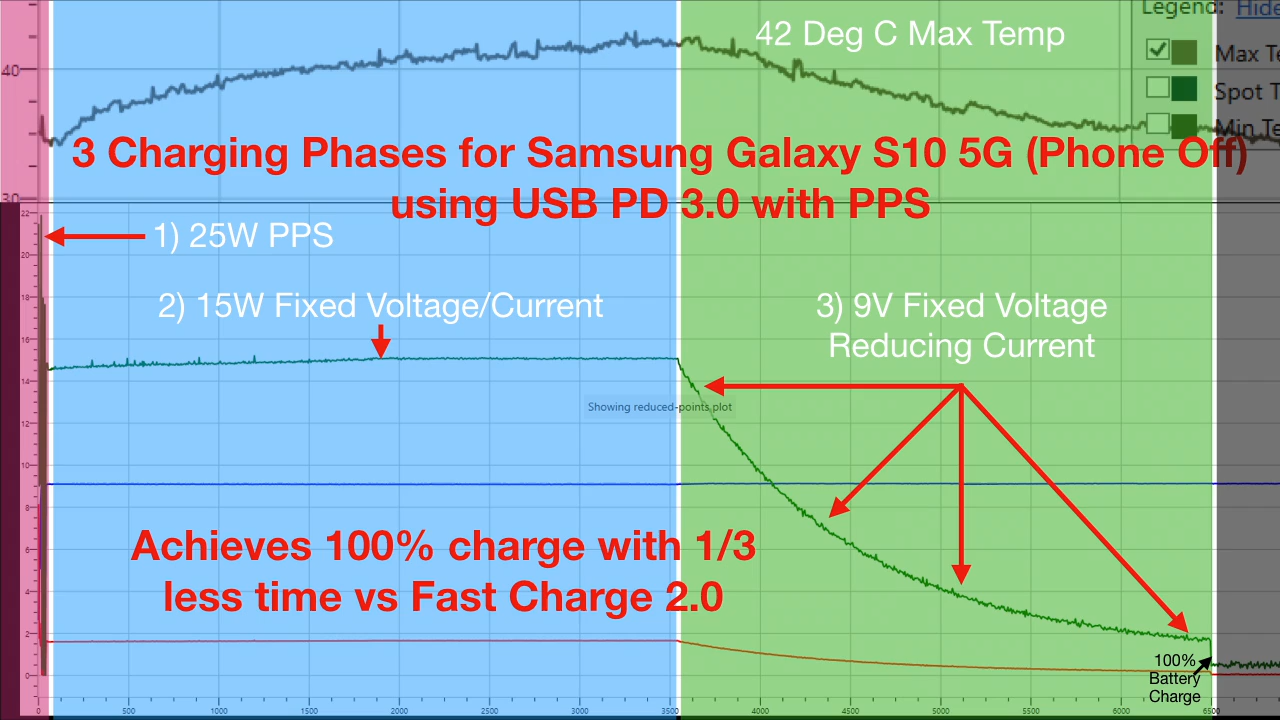 Legend: Hide
42 Deg C Max Temp
Max Te
40
Spot T
Min Te
3 Charging Phases for Samsung Galaxy S10 5G (Phone Off)
using USB PD 3.0 with PPS
30
22
1) 25W PPS
20
18
2) 15W Fixed Voltage/Current
3) 9V Fixed Voltage
Reducing Current
16
14
Showing reduced-points plot
12
10
8
Achieves 100% charge with 1/3
less time vs Fast Charge 2.0
6
4
2
100%
Battery
Charge
0
0 500 1000 1500 2000 2500 3000 3500 4000 4500 5000 5500 6000 6500